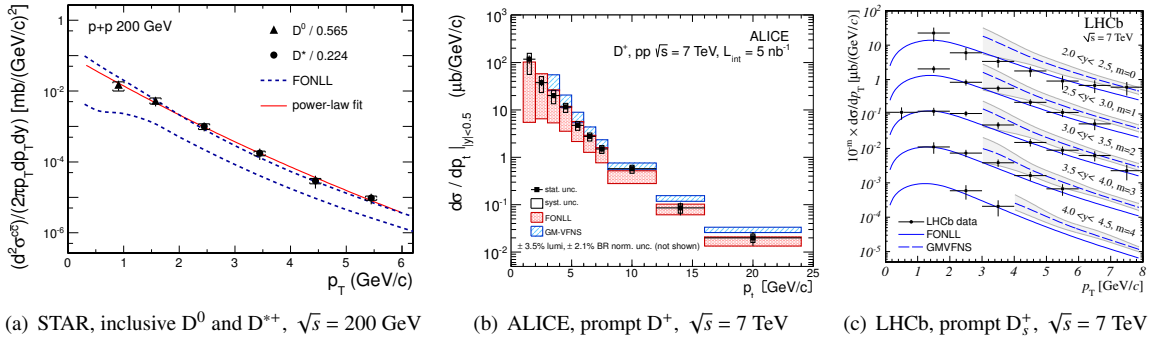 (d²σ^cc̄)/(2πp_T dp_T dy) [mb/(GeV/c)²]
10⁻²
10⁻⁴
10⁻⁶
p+p 200 GeV
D⁰ / 0.565
D* / 0.224
FONLL
power-law fit
0 1 2 3 4 5 6
p_T (GeV/c)
(a) STAR, inclusive D⁰ and D*⁺, √s = 200 GeV
dσ / dp_t |_|y|<0.5 (μb/GeV/c)
10³
10²
10
1
10⁻¹
10⁻²
ALICE
D⁺, pp √s = 7 TeV, L_int = 5 nb⁻¹
stat. unc.
syst. unc.
FONLL
GM-VFNS
± 3.5% lumi, ± 2.1% BR norm. unc. (not shown)
0 5 10 15 20 25
p_t [GeV/c]
(b) ALICE, prompt D⁺, √s = 7 TeV
10⁻ᵐ × dσ/dp_T [μb/(GeV/c)]
10²
10
1
10⁻¹
10⁻²
10⁻³
10⁻⁴
10⁻⁵
LHCb
√s = 7 TeV
2.0 <y< 2.5, m=0
2.5 <y< 3.0, m=1
3.0 <y< 3.5, m=2
3.5 <y< 4.0, m=3
4.0 <y< 4.5, m=4
LHCb data
FONLL
GMVFNS
0 1 2 3 4 5 6 7 8
p_T [GeV/c]
(c) LHCb, prompt D_s⁺, √s = 7 TeV